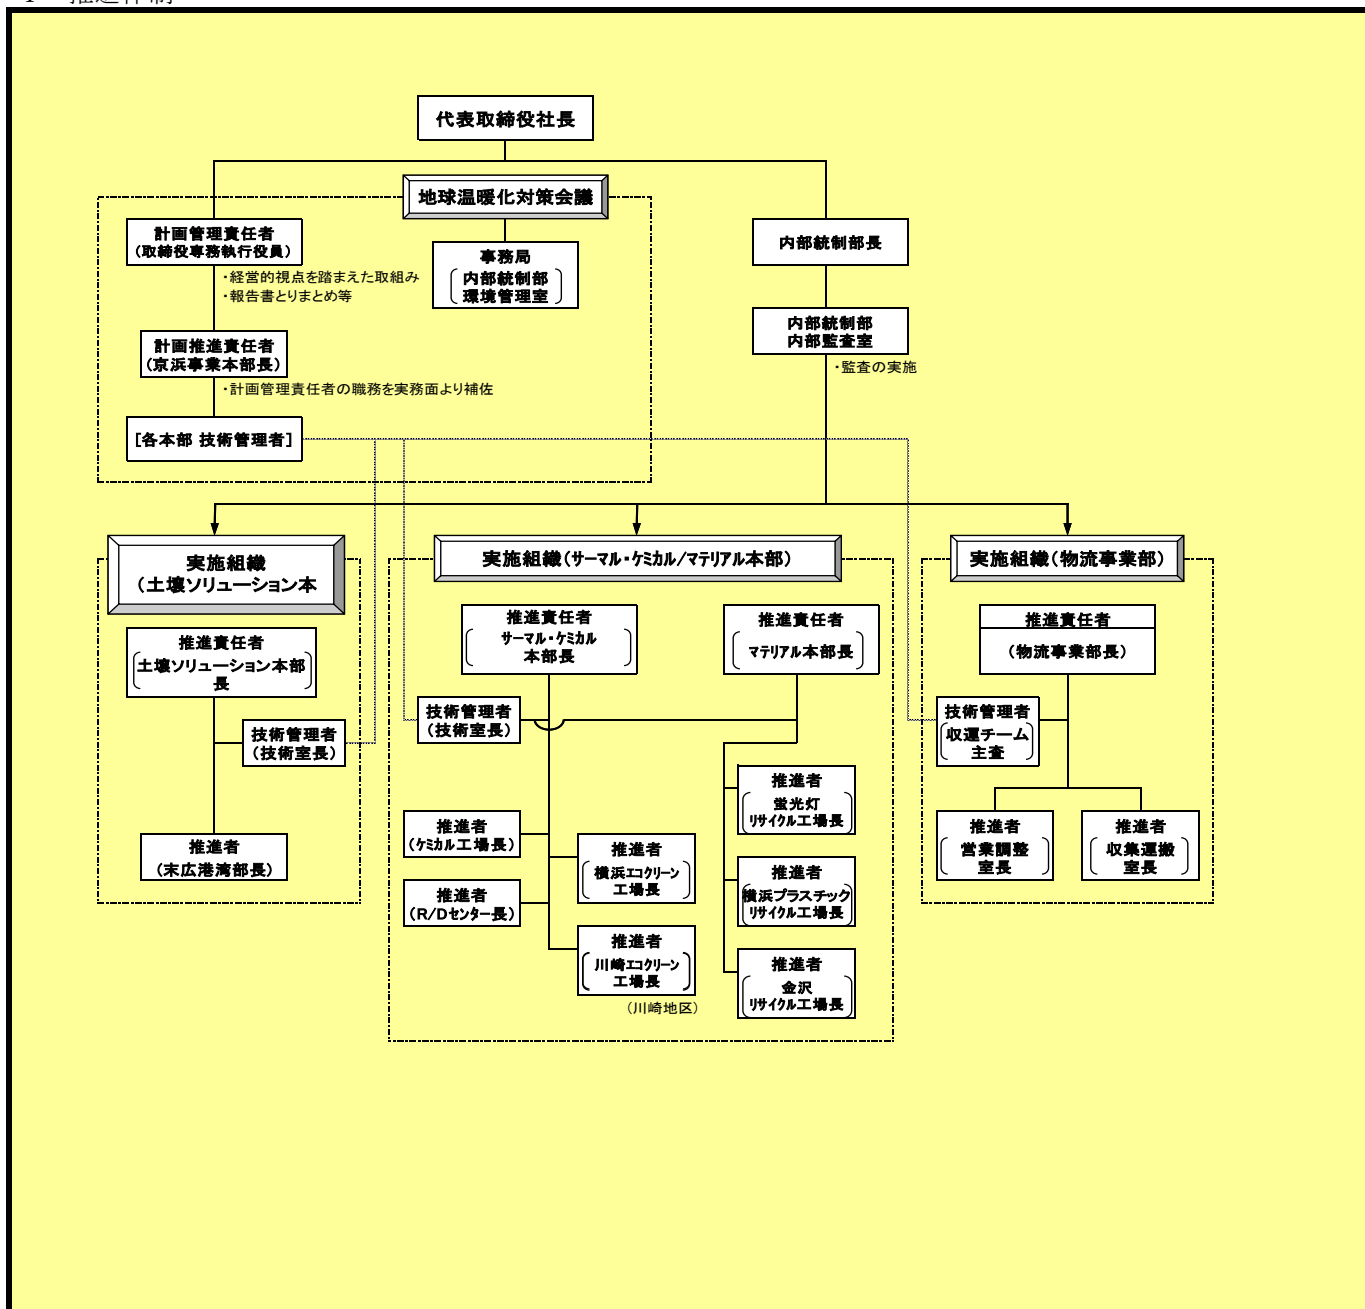 代表取締役社長
地球温暖化対策会議
計画管理責任者
(取締役専務執行役員)
・経営的視点を踏まえた取組み
・報告書とりまとめ等
事務局
内部統制部
環境管理室
内部統制部長
内部統制部
内部監査室
・監査の実施
計画推進責任者
(京浜事業本部長)
・計画管理責任者の職務を実務面より補佐
[各本部 技術管理者]
実施組織
(土壌ソリューション本
推進責任者
土壌ソリューション本部
長
技術管理者
(技術室長)
推進者
(末広港湾部長)
実施組織(サーマル・ケミカル/マテリアル本部)
推進責任者
サーマル・ケミカル
本部長
推進責任者
マテリアル本部長
技術管理者
(技術室長)
推進者
(ケミカル工場長)
推進者
(R/Dセンター長)
推進者
横浜エコクリーン
工場長
推進者
川崎エコクリーン
工場長
(川崎地区)
推進者
蛍光灯
リサイクル工場長
推進者
横浜プラスチック
リサイクル工場長
推進者
金沢
リサイクル工場長
実施組織(物流事業部)
推進責任者
(物流事業部長)
技術管理者
収運チーム
主査
推進者
営業調整
室長
推進者
収集運搬
室長